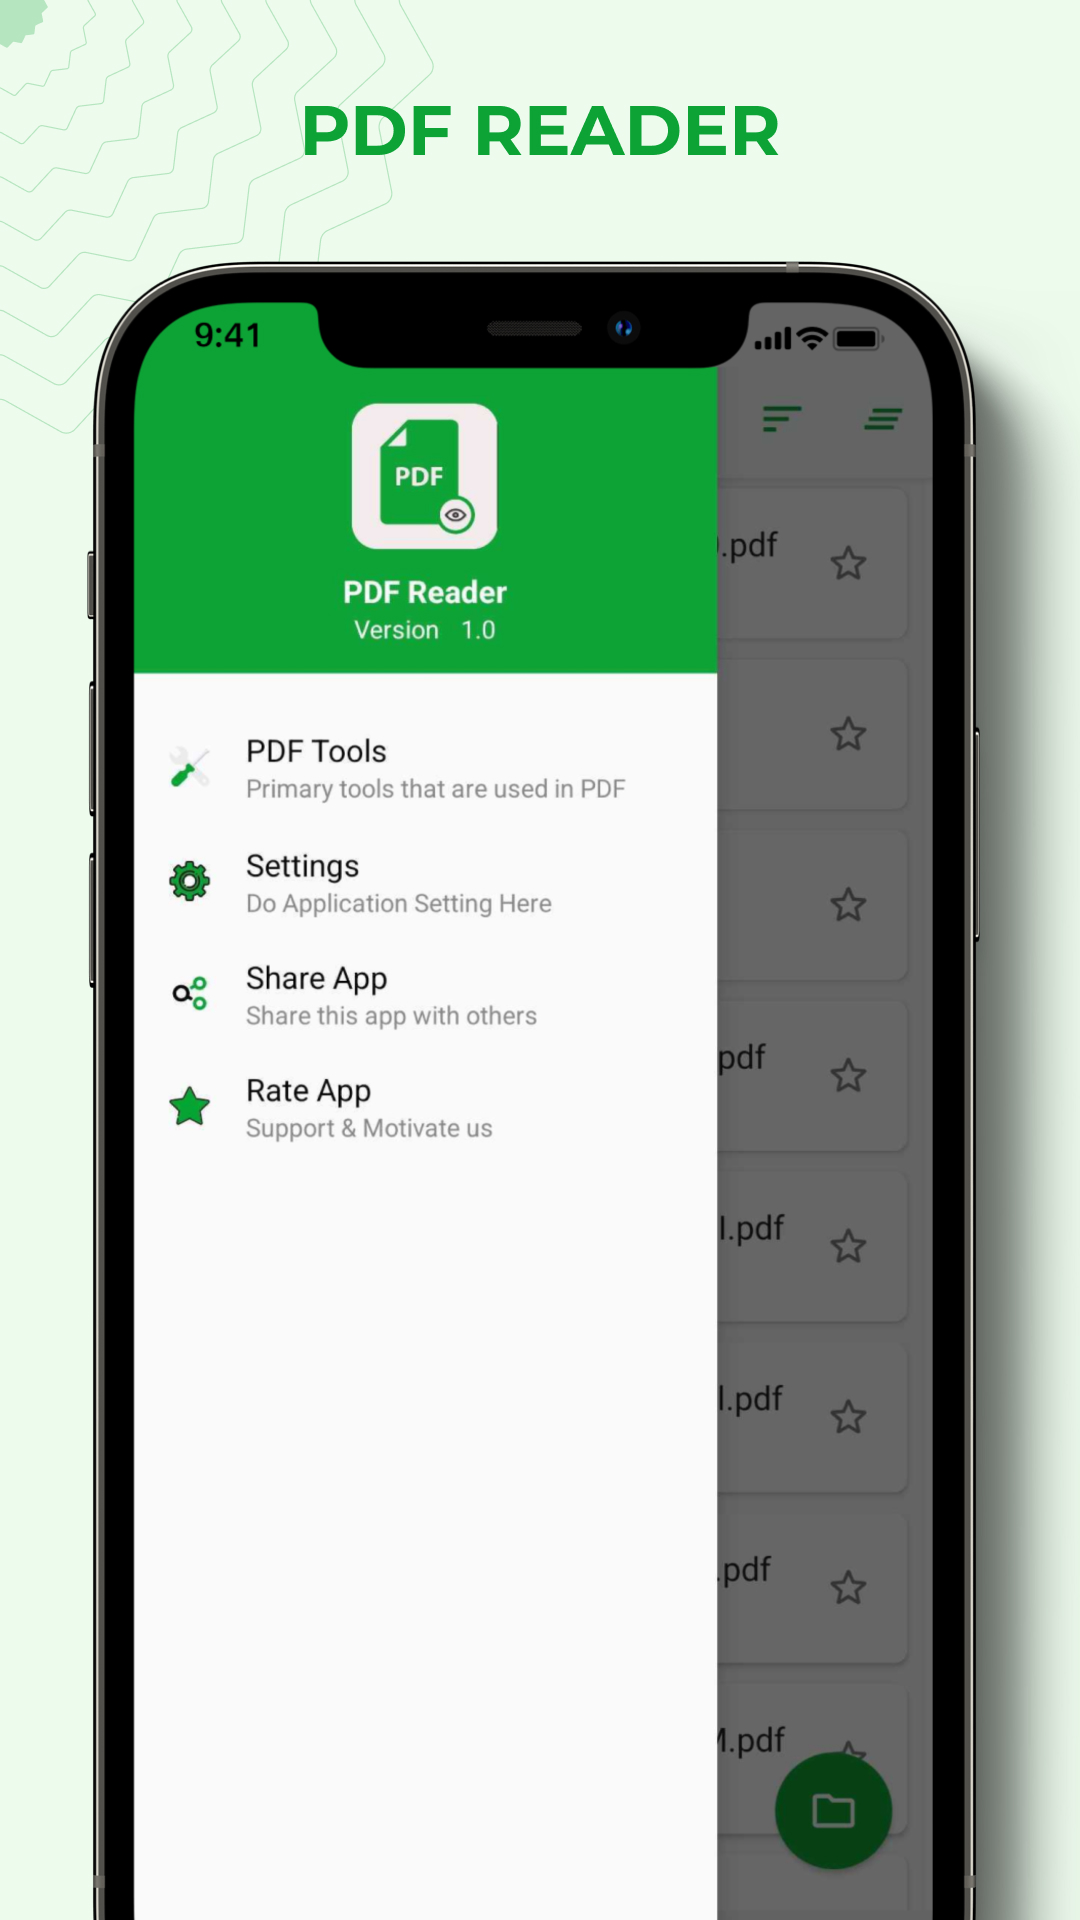 PDF READER
9:41
PDF
PDF Reader
Version 1.0
PDF Tools
Primary tools that are used in PDF
Settings
Do Application Setting Here
Share App
Share this app with others
Rate App
Support & Motivate us
.pdf
pdf
.pdf
.pdf
.pdf
.pdf